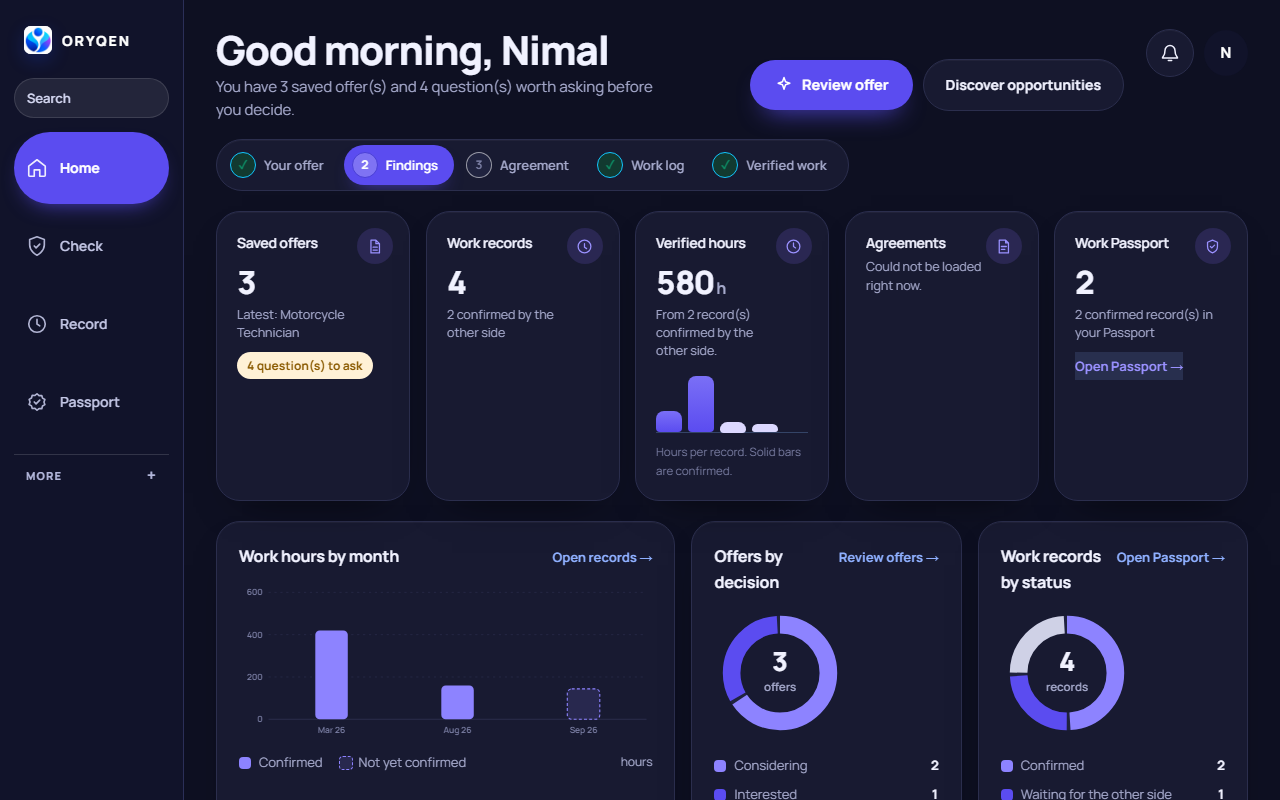 ORYQEN
Search
Home
Check
Record
Passport
MORE +
Good morning, Nimal
You have 3 saved offer(s) and 4 question(s) worth asking before
you decide.
Review offer
Discover opportunities
N
✓ Your offer
2 Findings
3 Agreement
✓ Work log
✓ Verified work
Saved offers
3
Latest: Motorcycle
Technician
4 question(s) to ask
Work records
4
2 confirmed by the
other side
Verified hours
580 h
From 2 record(s)
confirmed by the
other side.
Hours per record. Solid bars
are confirmed.
Agreements
Could not be loaded
right now.
Work Passport
2
2 confirmed record(s) in
your Passport
Open Passport →
Work hours by month
Open records →
600
400
200
0
Mar 26
Aug 26
Sep 26
Confirmed
Not yet confirmed
hours
Offers by
decision
Review offers →
3
offers
Considering 2
Interested 1
Work records
by status
Open Passport →
4
records
Confirmed 2
Waiting for the other side 1